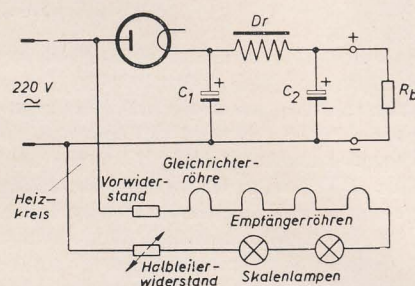 Dr
220 V
≃
C1
C2
+
−
+
−
+
−
Rb
Gleichrichter-
röhre
Vorwider-
stand
Heiz-
kreis
Empfängerröhren
Halbleiter-
widerstand
Skalenlampen